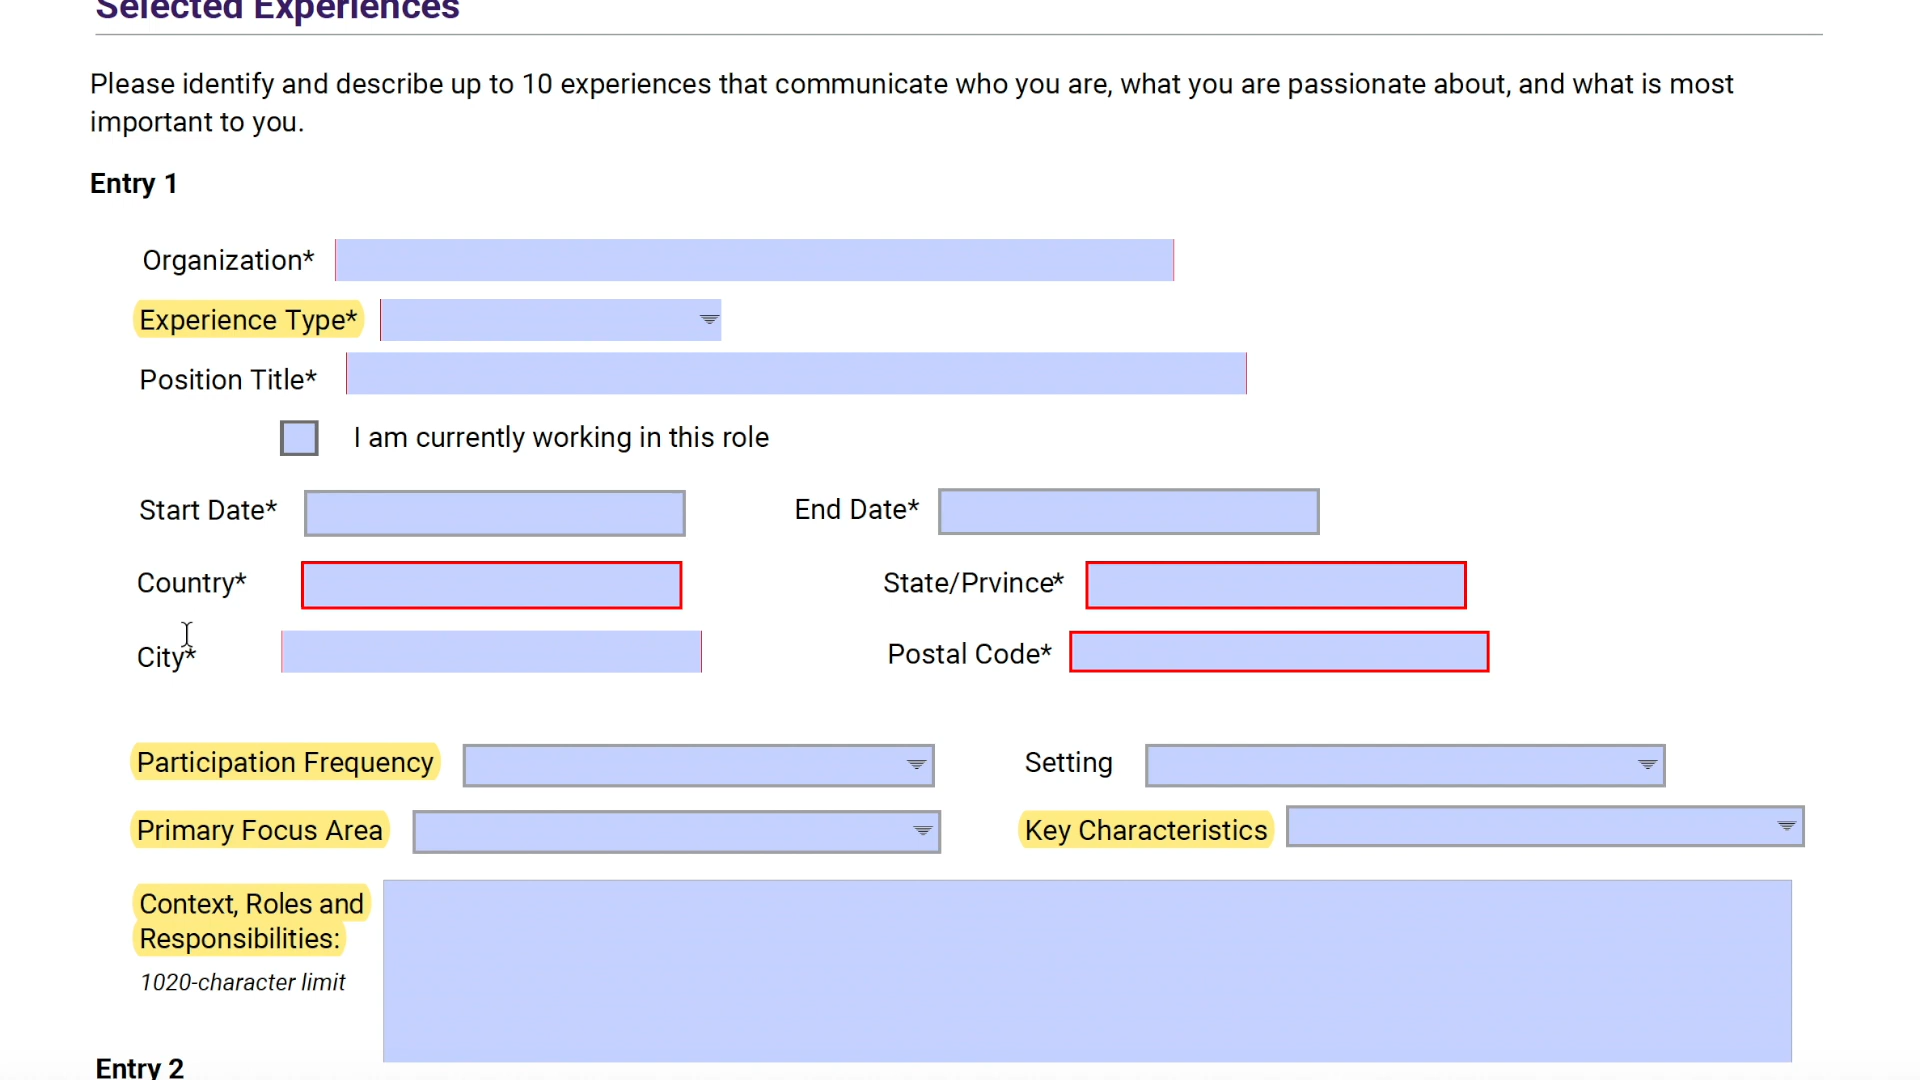 Selected Experiences
Please identify and describe up to 10 experiences that communicate who you are, what you are passionate about, and what is most
important to you.
Entry 1
Organization*
Experience Type*
Position Title*
I am currently working in this role
Start Date* End Date*
Country* State/Prvince*
City* Postal Code*
Participation Frequency Setting
Primary Focus Area Key Characteristics
Context, Roles and
Responsibilities:
1020-character limit
Entry 2